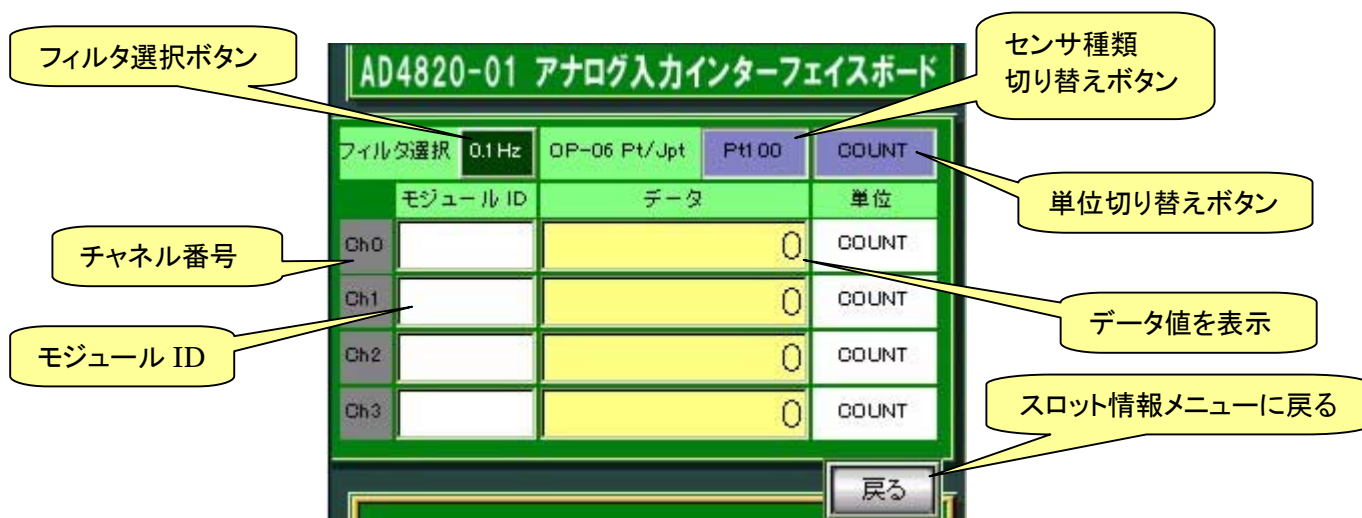 フィルタ選択ボタン
センサ種類
切り替えボタン
AD4820-01 アナログ入力インターフェイスボード
フィルタ選択 0.1Hz OP-06 Pt/Jpt Pt100 COUNT
モジュール ID データ 単位
単位切り替えボタン
チャネル番号
Ch0 0 COUNT
Ch1 0 COUNT
データ値を表示
モジュール ID
Ch2 0 COUNT
Ch3 0 COUNT
スロット情報メニューに戻る
戻る